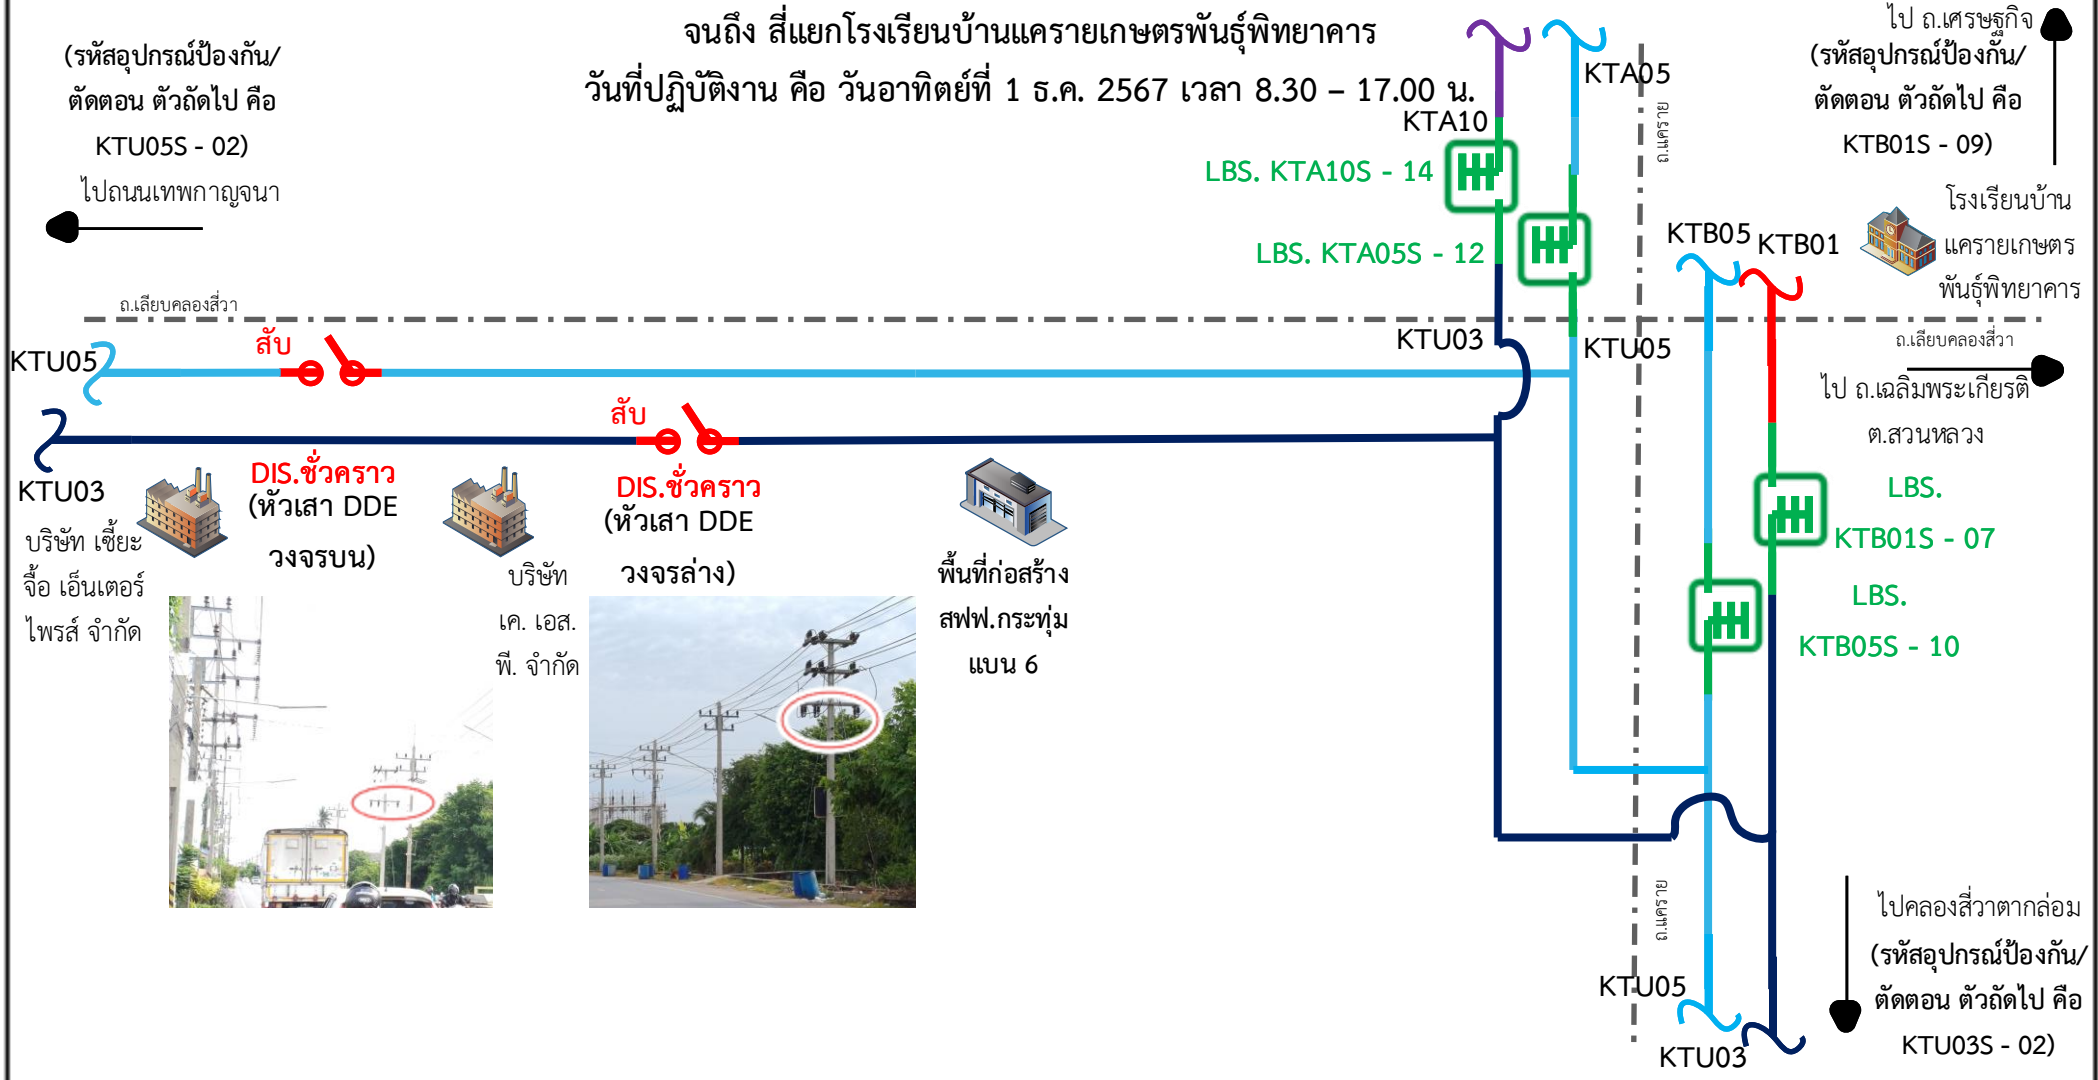 จนถึง สี่แยกโรงเรียนบ้านแครายเกษตรพันธุ์พิทยาคาร
วันที่ปฏิบัติงาน คือ วันอาทิตย์ที่ 1 ธ.ค. 2567 เวลา 8.30 – 17.00 น.
(รหัสอุปกรณ์ป้องกัน/
ตัดตอน ตัวถัดไป คือ
KTU05S - 02)
ไปถนนเทพกาญจนา
ถ.เลียบคลองสี่วา
KTA05
KTA10
LBS. KTA10S - 14
LBS. KTA05S - 12
ถ.แคราย
ไป ถ.เศรษฐกิจ
(รหัสอุปกรณ์ป้องกัน/
ตัดตอน ตัวถัดไป คือ
KTB01S - 09)
โรงเรียนบ้าน
แครายเกษตร
พันธุ์พิทยาคาร
KTB05
KTB01
KTU03
KTU05
ถ.เลียบคลองสี่วา
ไป ถ.เฉลิมพระเกียรติ
ต.สวนหลวง
KTU05
สับ
สับ
KTU03
DIS.ชั่วคราว
(หัวเสา DDE
วงจรบน)
DIS.ชั่วคราว
(หัวเสา DDE
วงจรล่าง)
บริษัท เซี้ยะ
จื้อ เอ็นเตอร์
ไพรส์ จำกัด
บริษัท
เค. เอส.
พี. จำกัด
พื้นที่ก่อสร้าง
สฟฟ.กระทุ่ม
แบน 6
LBS.
KTB01S - 07
LBS.
KTB05S - 10
ถ.แคราย
ไปคลองสี่วาตากล่อม
(รหัสอุปกรณ์ป้องกัน/
ตัดตอน ตัวถัดไป คือ
KTU03S - 02)
KTU05
KTU03